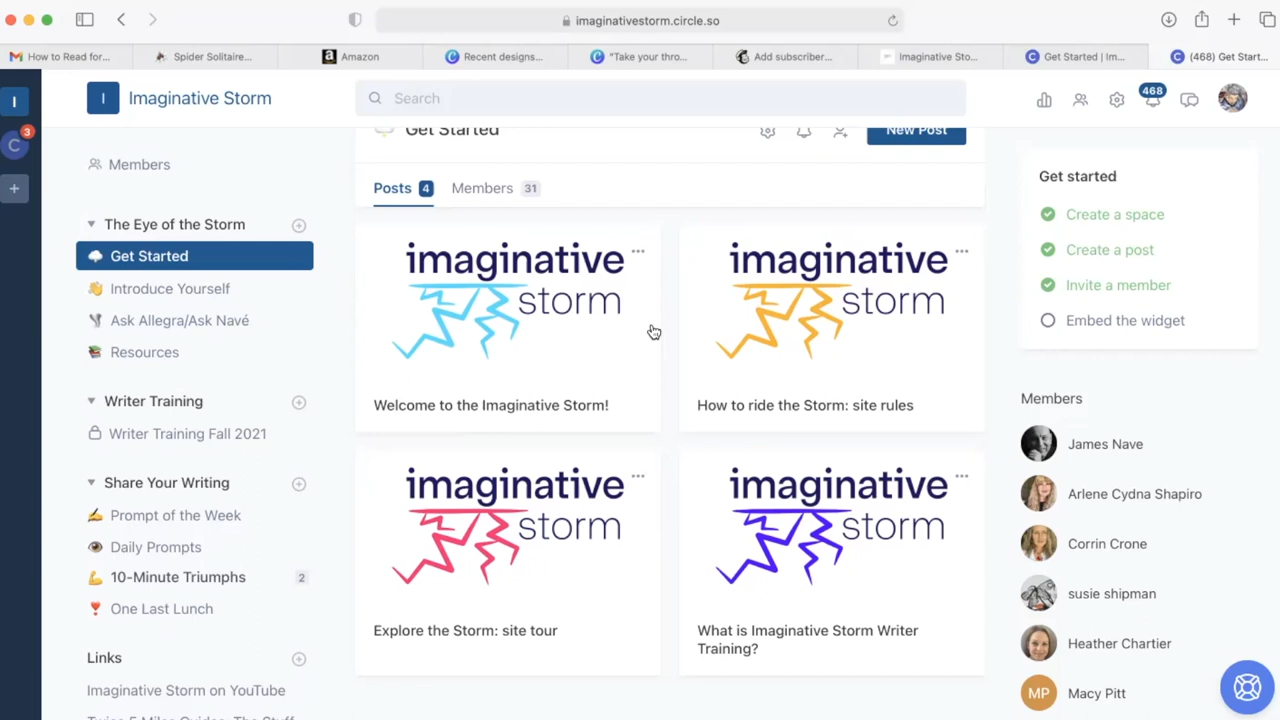 imaginativestorm.circle.so
How to Read for...
Spider Solitaire...
Amazon
Recent designs...
"Take your thro...
Add subscriber...
Imaginative Sto...
Get Started | Im...
(468) Get Start...
I
C
3
+
I Imaginative Storm
Search
468
Members
The Eye of the Storm
Get Started
Introduce Yourself
Ask Allegra/Ask Navé
Resources
Writer Training
Writer Training Fall 2021
Share Your Writing
Prompt of the Week
Daily Prompts
10-Minute Triumphs 2
One Last Lunch
Links
Imaginative Storm on YouTube
Twice 5 Miles Guides: The Stuff
Get Started
New Post
Posts 4 Members 31
imaginative
storm
Welcome to the Imaginative Storm!
imaginative
storm
How to ride the Storm: site rules
imaginative
storm
Explore the Storm: site tour
imaginative
storm
What is Imaginative Storm Writer
Training?
Get started
Create a space
Create a post
Invite a member
Embed the widget
Members
James Nave
Arlene Cydna Shapiro
Corrin Crone
susie shipman
Heather Chartier
MP Macy Pitt